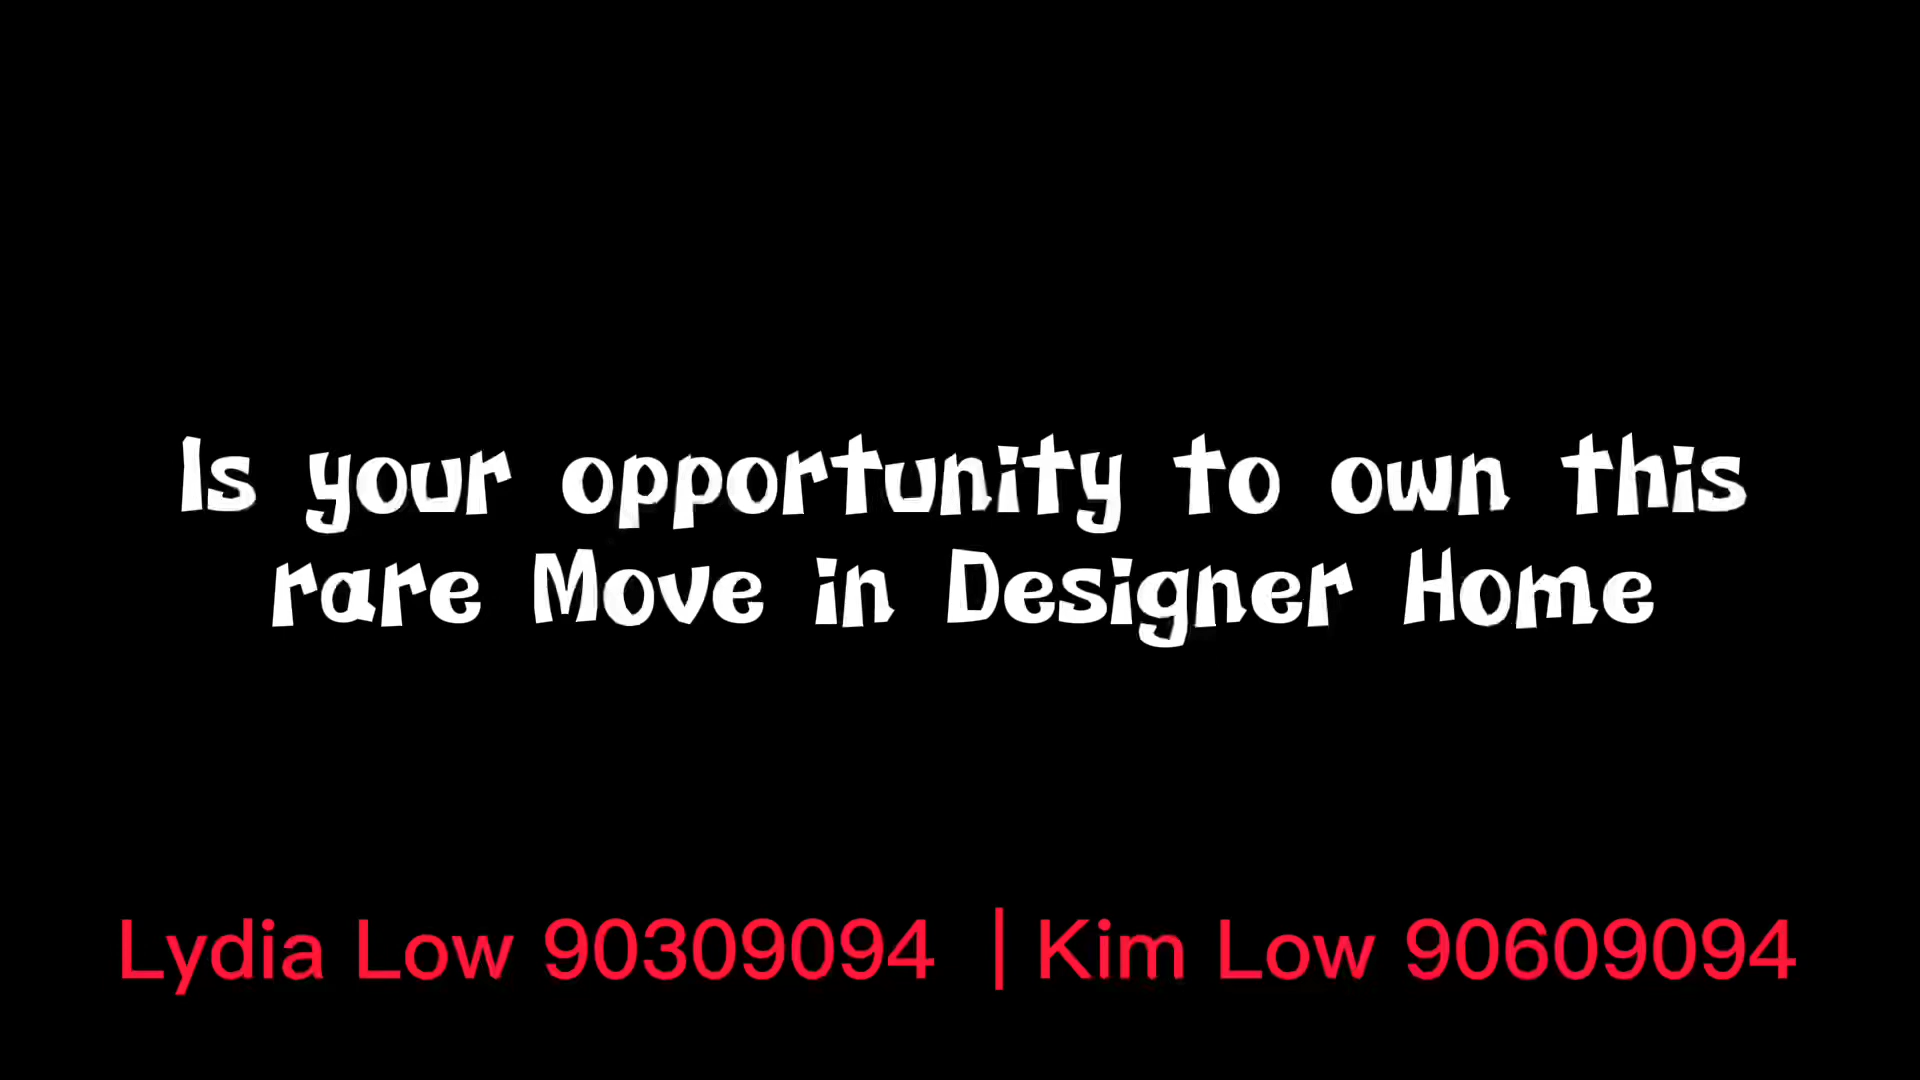 Is your opportunity to own this
rare Move in Designer Home
Lydia Low 90309094 | Kim Low 90609094